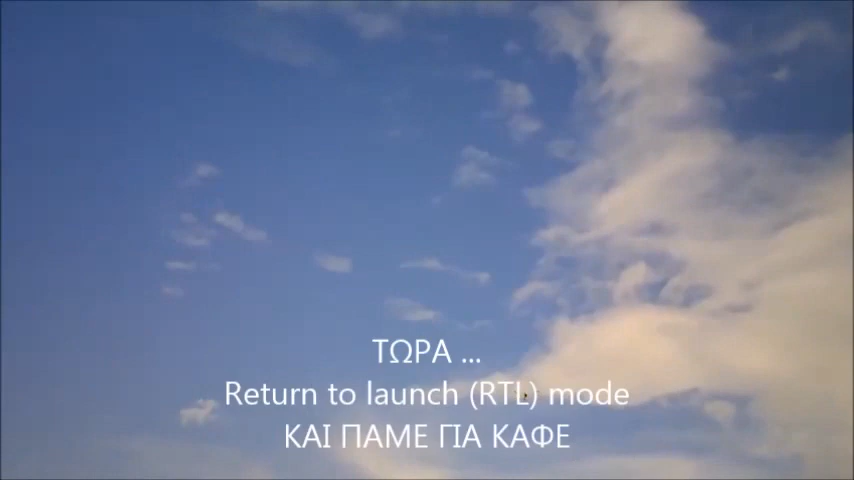 ΤΩΡΑ ...
Return to launch (RTL) mode
ΚΑΙ ΠΑΜΕ ΓΙΑ ΚΑΦΕ